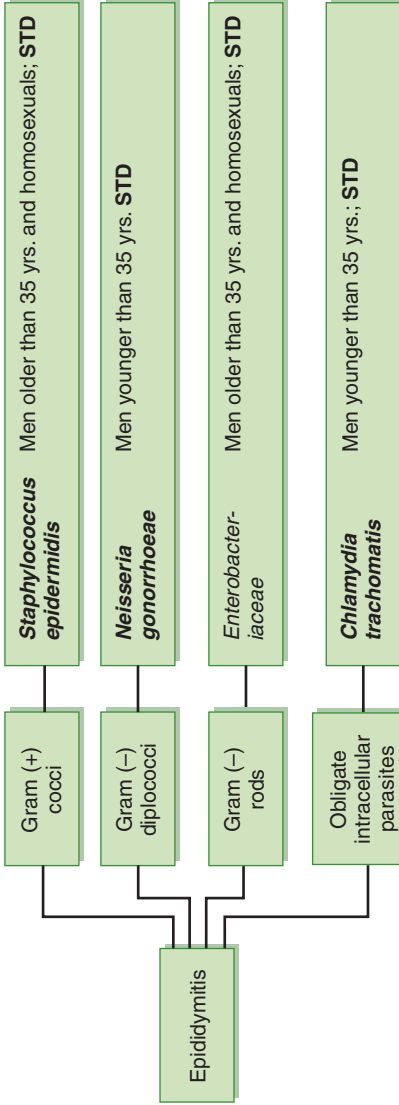 Epididymitis
Gram (+)
cocci
Staphylococcus
epidermidis
Men older than 35 yrs. and homosexuals; STD
Gram (−)
diplococci
Neisseria
gonorrhoeae
Men younger than 35 yrs. STD
Gram (−)
rods
Enterobacter-
iaceae
Men older than 35 yrs. and homosexuals; STD
Obligate
intracellular
parasites
Chlamydia
trachomatis
Men younger than 35 yrs.; STD